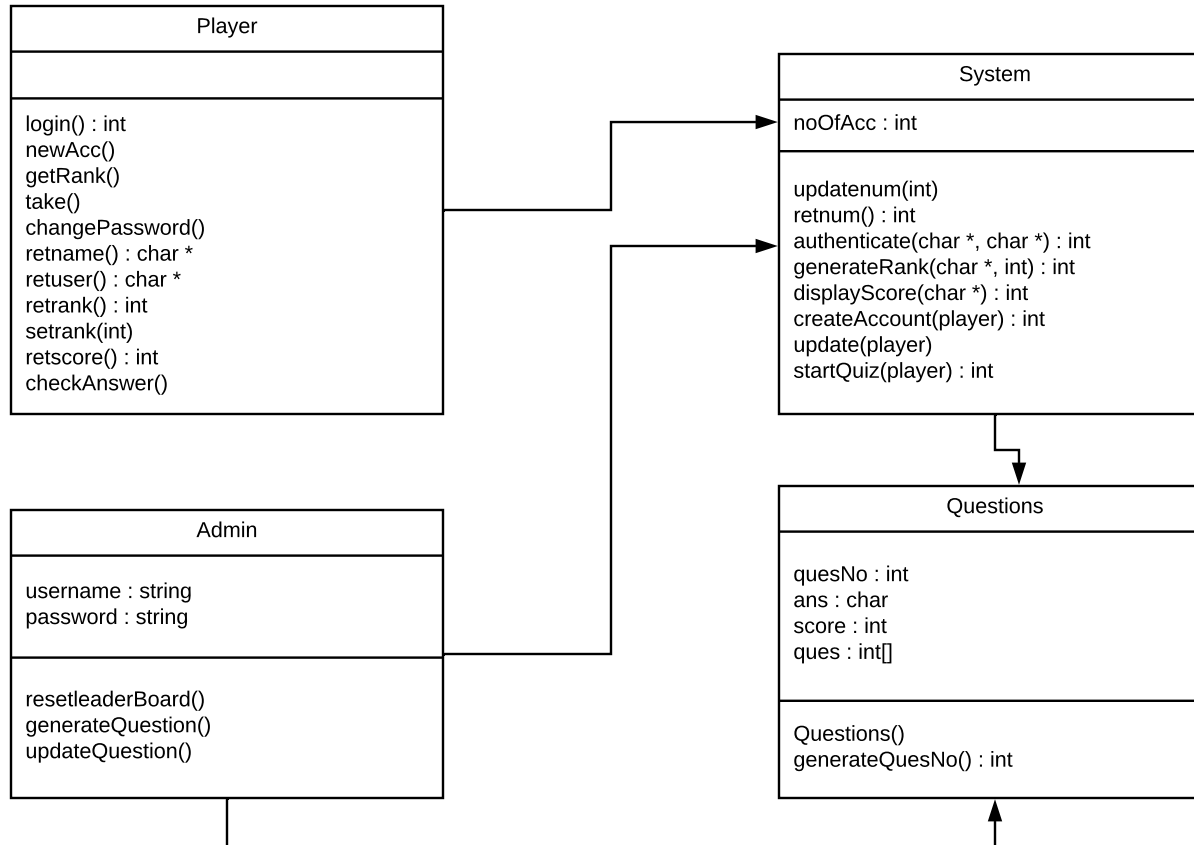 Player
login() : int
newAcc()
getRank()
take()
changePassword()
retname() : char *
retuser() : char *
retrank() : int
setrank(int)
retscore() : int
checkAnswer()
System
noOfAcc : int
updatenum(int)
retnum() : int
authenticate(char *, char *) : int
generateRank(char *, int) : int
displayScore(char *) : int
createAccount(player) : int
update(player)
startQuiz(player) : int
Admin
username : string
password : string
resetleaderBoard()
generateQuestion()
updateQuestion()
Questions
quesNo : int
ans : char
score : int
ques : int[]
Questions()
generateQuesNo() : int